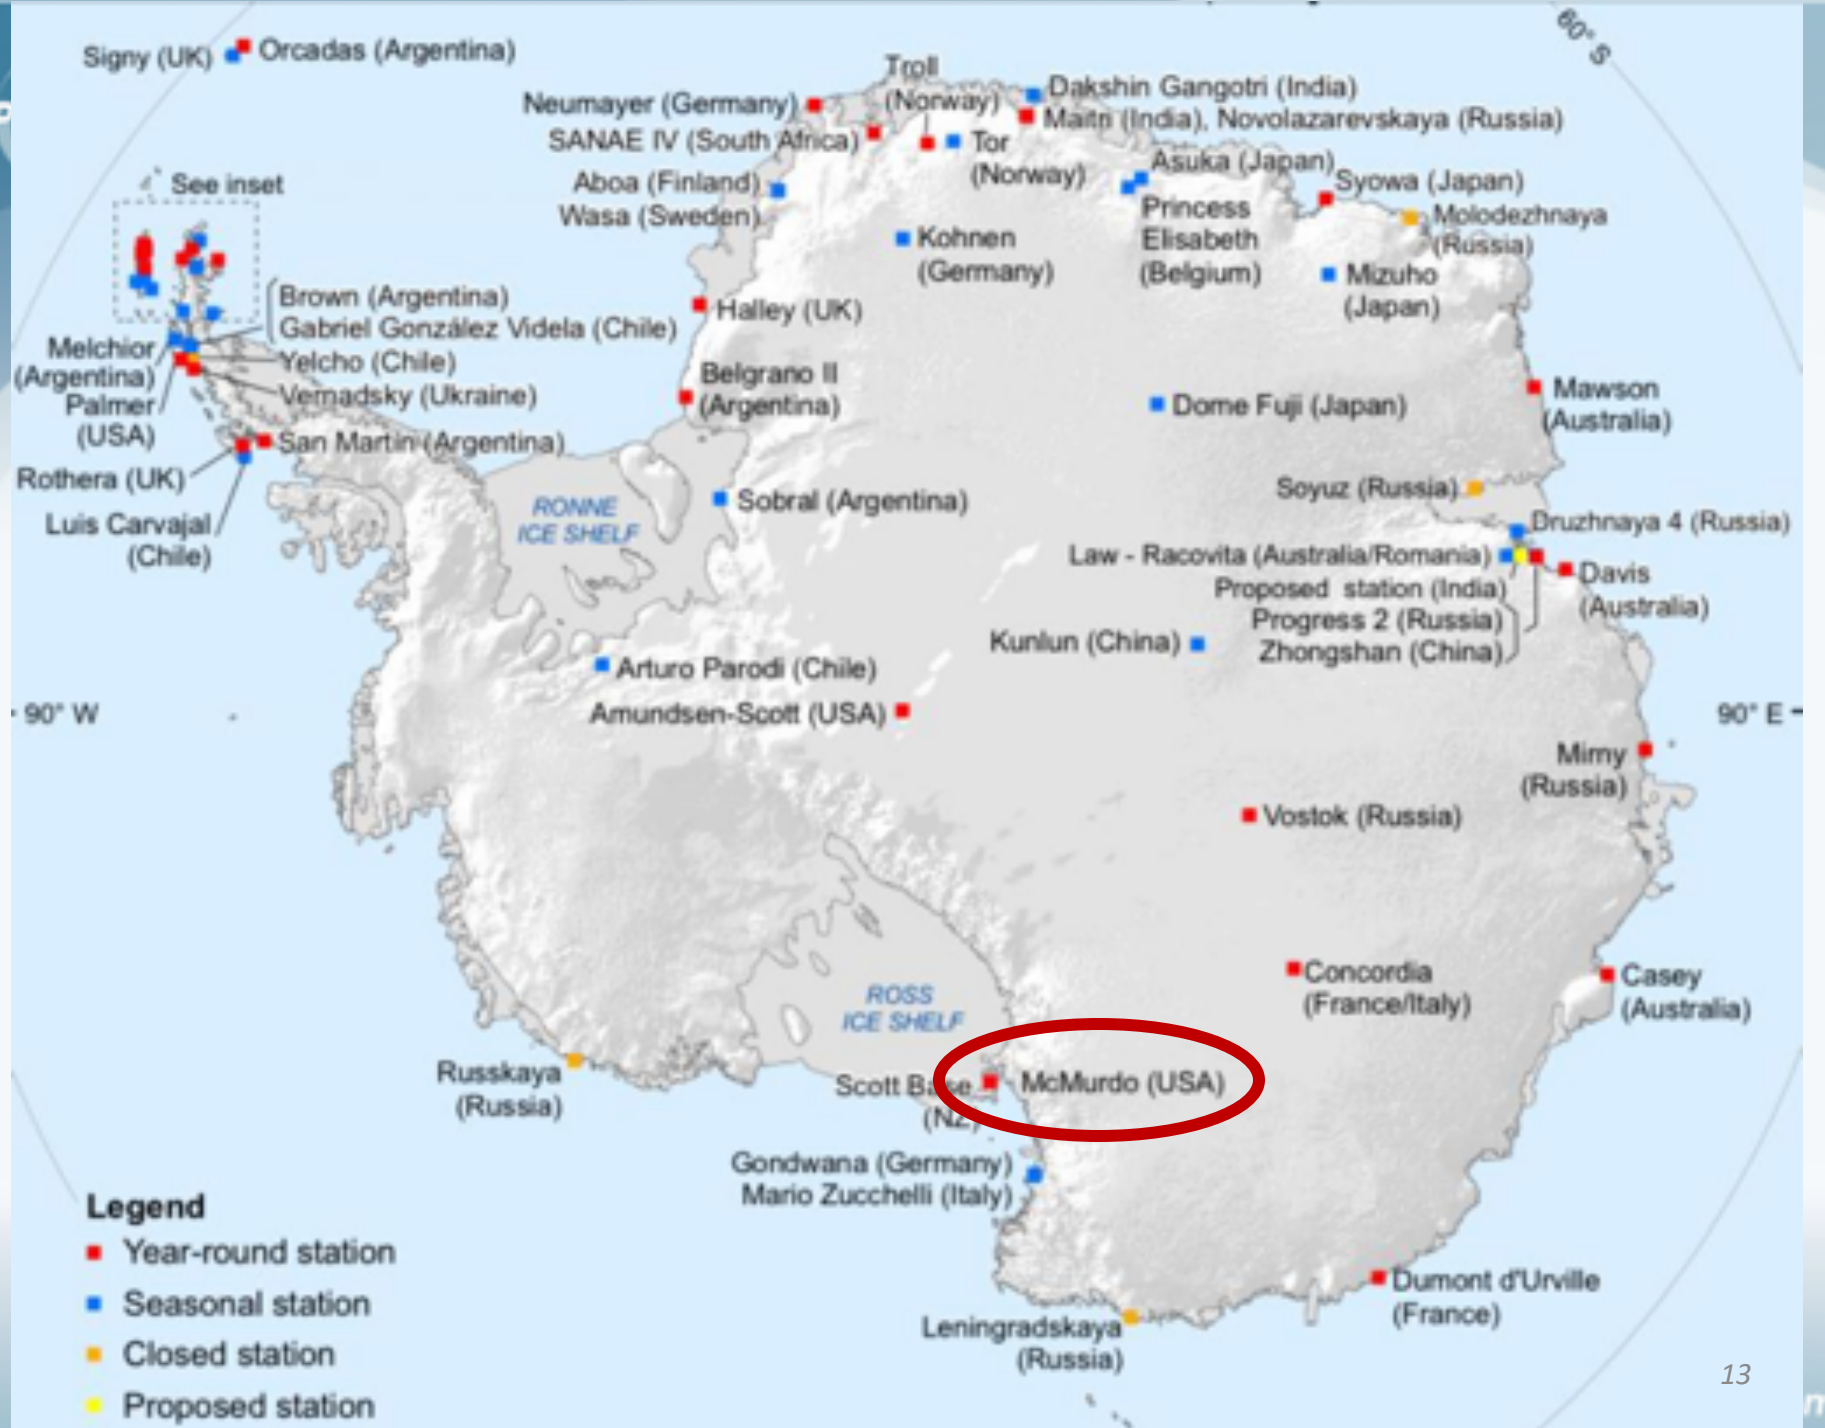 60° S
Signy (UK)
Orcadas (Argentina)
Troll
(Norway)
Neumayer (Germany)
SANAE IV (South Africa)
Dakshin Gangotri (India)
Maitri (India), Novolazarevskaya (Russia)
Tor
(Norway)
Asuka (Japan)
Syowa (Japan)
Aboa (Finland)
Wasa (Sweden)
See inset
Princess
Elisabeth
(Belgium)
Molodezhnaya
(Russia)
Kohnen
(Germany)
Mizuho
(Japan)
Brown (Argentina)
Gabriel González Videla (Chile)
Halley (UK)
Melchior
(Argentina)
Yelcho (Chile)
Vernadsky (Ukraine)
Palmer
(USA)
Belgrano II
(Argentina)
Dome Fuji (Japan)
Mawson
(Australia)
San Martin (Argentina)
Rothera (UK)
Luis Carvajal
(Chile)
RONNE
ICE SHELF
Sobral (Argentina)
Soyuz (Russia)
Druzhnaya 4 (Russia)
Law - Racovita (Australia/Romania)
Proposed station (India)
Progress 2 (Russia)
Zhongshan (China)
Davis
(Australia)
Kunlun (China)
Arturo Parodi (Chile)
Amundsen-Scott (USA)
90° W
90° E
Mirny
(Russia)
Vostok (Russia)
Concordia
(France/Italy)
Casey
(Australia)
ROSS
ICE SHELF
Russkaya
(Russia)
Scott Base
(NZ)
McMurdo (USA)
Gondwana (Germany)
Mario Zucchelli (Italy)
Dumont d'Urville
(France)
Leningradskaya
(Russia)
Legend
Year-round station
Seasonal station
Closed station
Proposed station
13